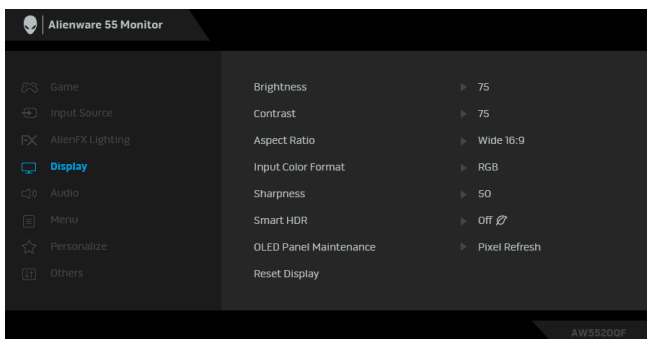 Alienware 55 Monitor
Game
Input Source
AlienFX Lighting
Display
Audio
Menu
Personalize
Others
Brightness 75
Contrast 75
Aspect Ratio Wide 16:9
Input Color Format RGB
Sharpness 50
Smart HDR Off
OLED Panel Maintenance Pixel Refresh
Reset Display
AW5520QF